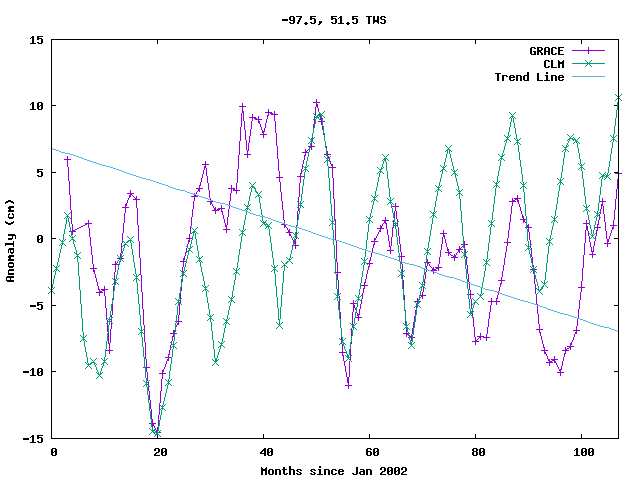 -97.5, 51.5 TWS
GRACE
CLM
Trend Line
15
10
5
0
-5
-10
-15
Anomaly (cm)
0 20 40 60 80 100
Months since Jan 2002